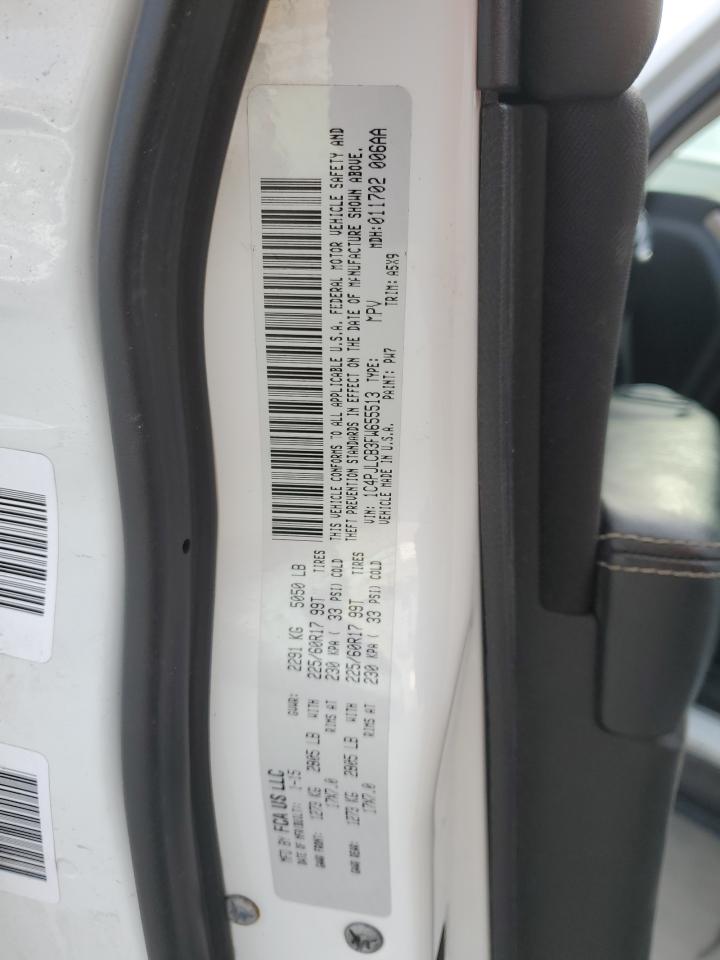 MFD BY FCA US LLC
DATE OF MFR/BUILT: 1-15 GVWR: 2291 KG 5050 LB
GAWR FRONT: 1273 KG 2805 LB WITH 225/60R17 99T TIRES
17X7.0 RIMS AT 230 KPA ( 33 PSI) COLD
GAWR REAR: 1273 KG 2805 LB WITH 225/60R17 99T TIRES
17X7.0 RIMS AT 230 KPA ( 33 PSI) COLD
THIS VEHICLE CONFORMS TO ALL APPLICABLE U.S.A. FEDERAL MOTOR VEHICLE SAFETY AND
THEFT PREVENTION STANDARDS IN EFFECT ON THE DATE OF MANUFACTURE SHOWN ABOVE.
VIN: 1C4PJLCB3FW655513 TYPE: MPV MDH:011702 006AA
VEHICLE MADE IN U.S.A. PAINT: PW7 TRIM: A5X9